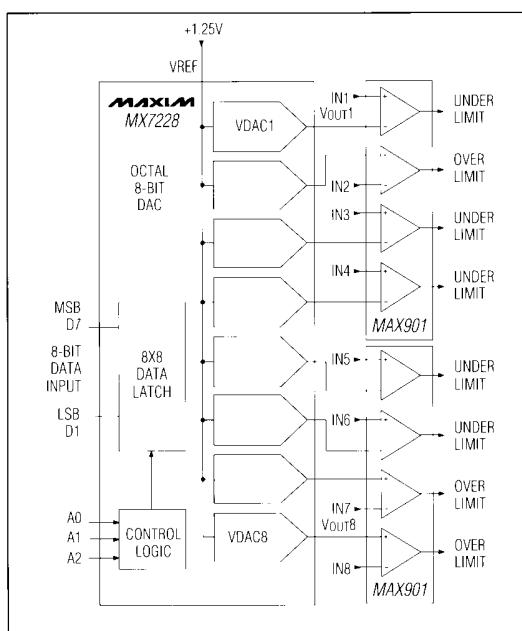 +1.25V
VREF
MAXIM
MX7228
OCTAL
8-BIT
DAC
VDAC1
VDAC8
MSB
D7
8-BIT
DATA
INPUT
LSB
D1
8X8
DATA
LATCH
A0
A1
A2
CONTROL
LOGIC
IN1
VOUT1
IN2
IN3
IN4
IN5
IN6
IN7
VOUT8
IN8
+
-
+
-
+
-
+
-
+
-
+
-
+
-
+
-
MAX901
MAX901
UNDER
LIMIT
OVER
LIMIT
UNDER
LIMIT
UNDER
LIMIT
UNDER
LIMIT
UNDER
LIMIT
OVER
LIMIT
OVER
LIMIT